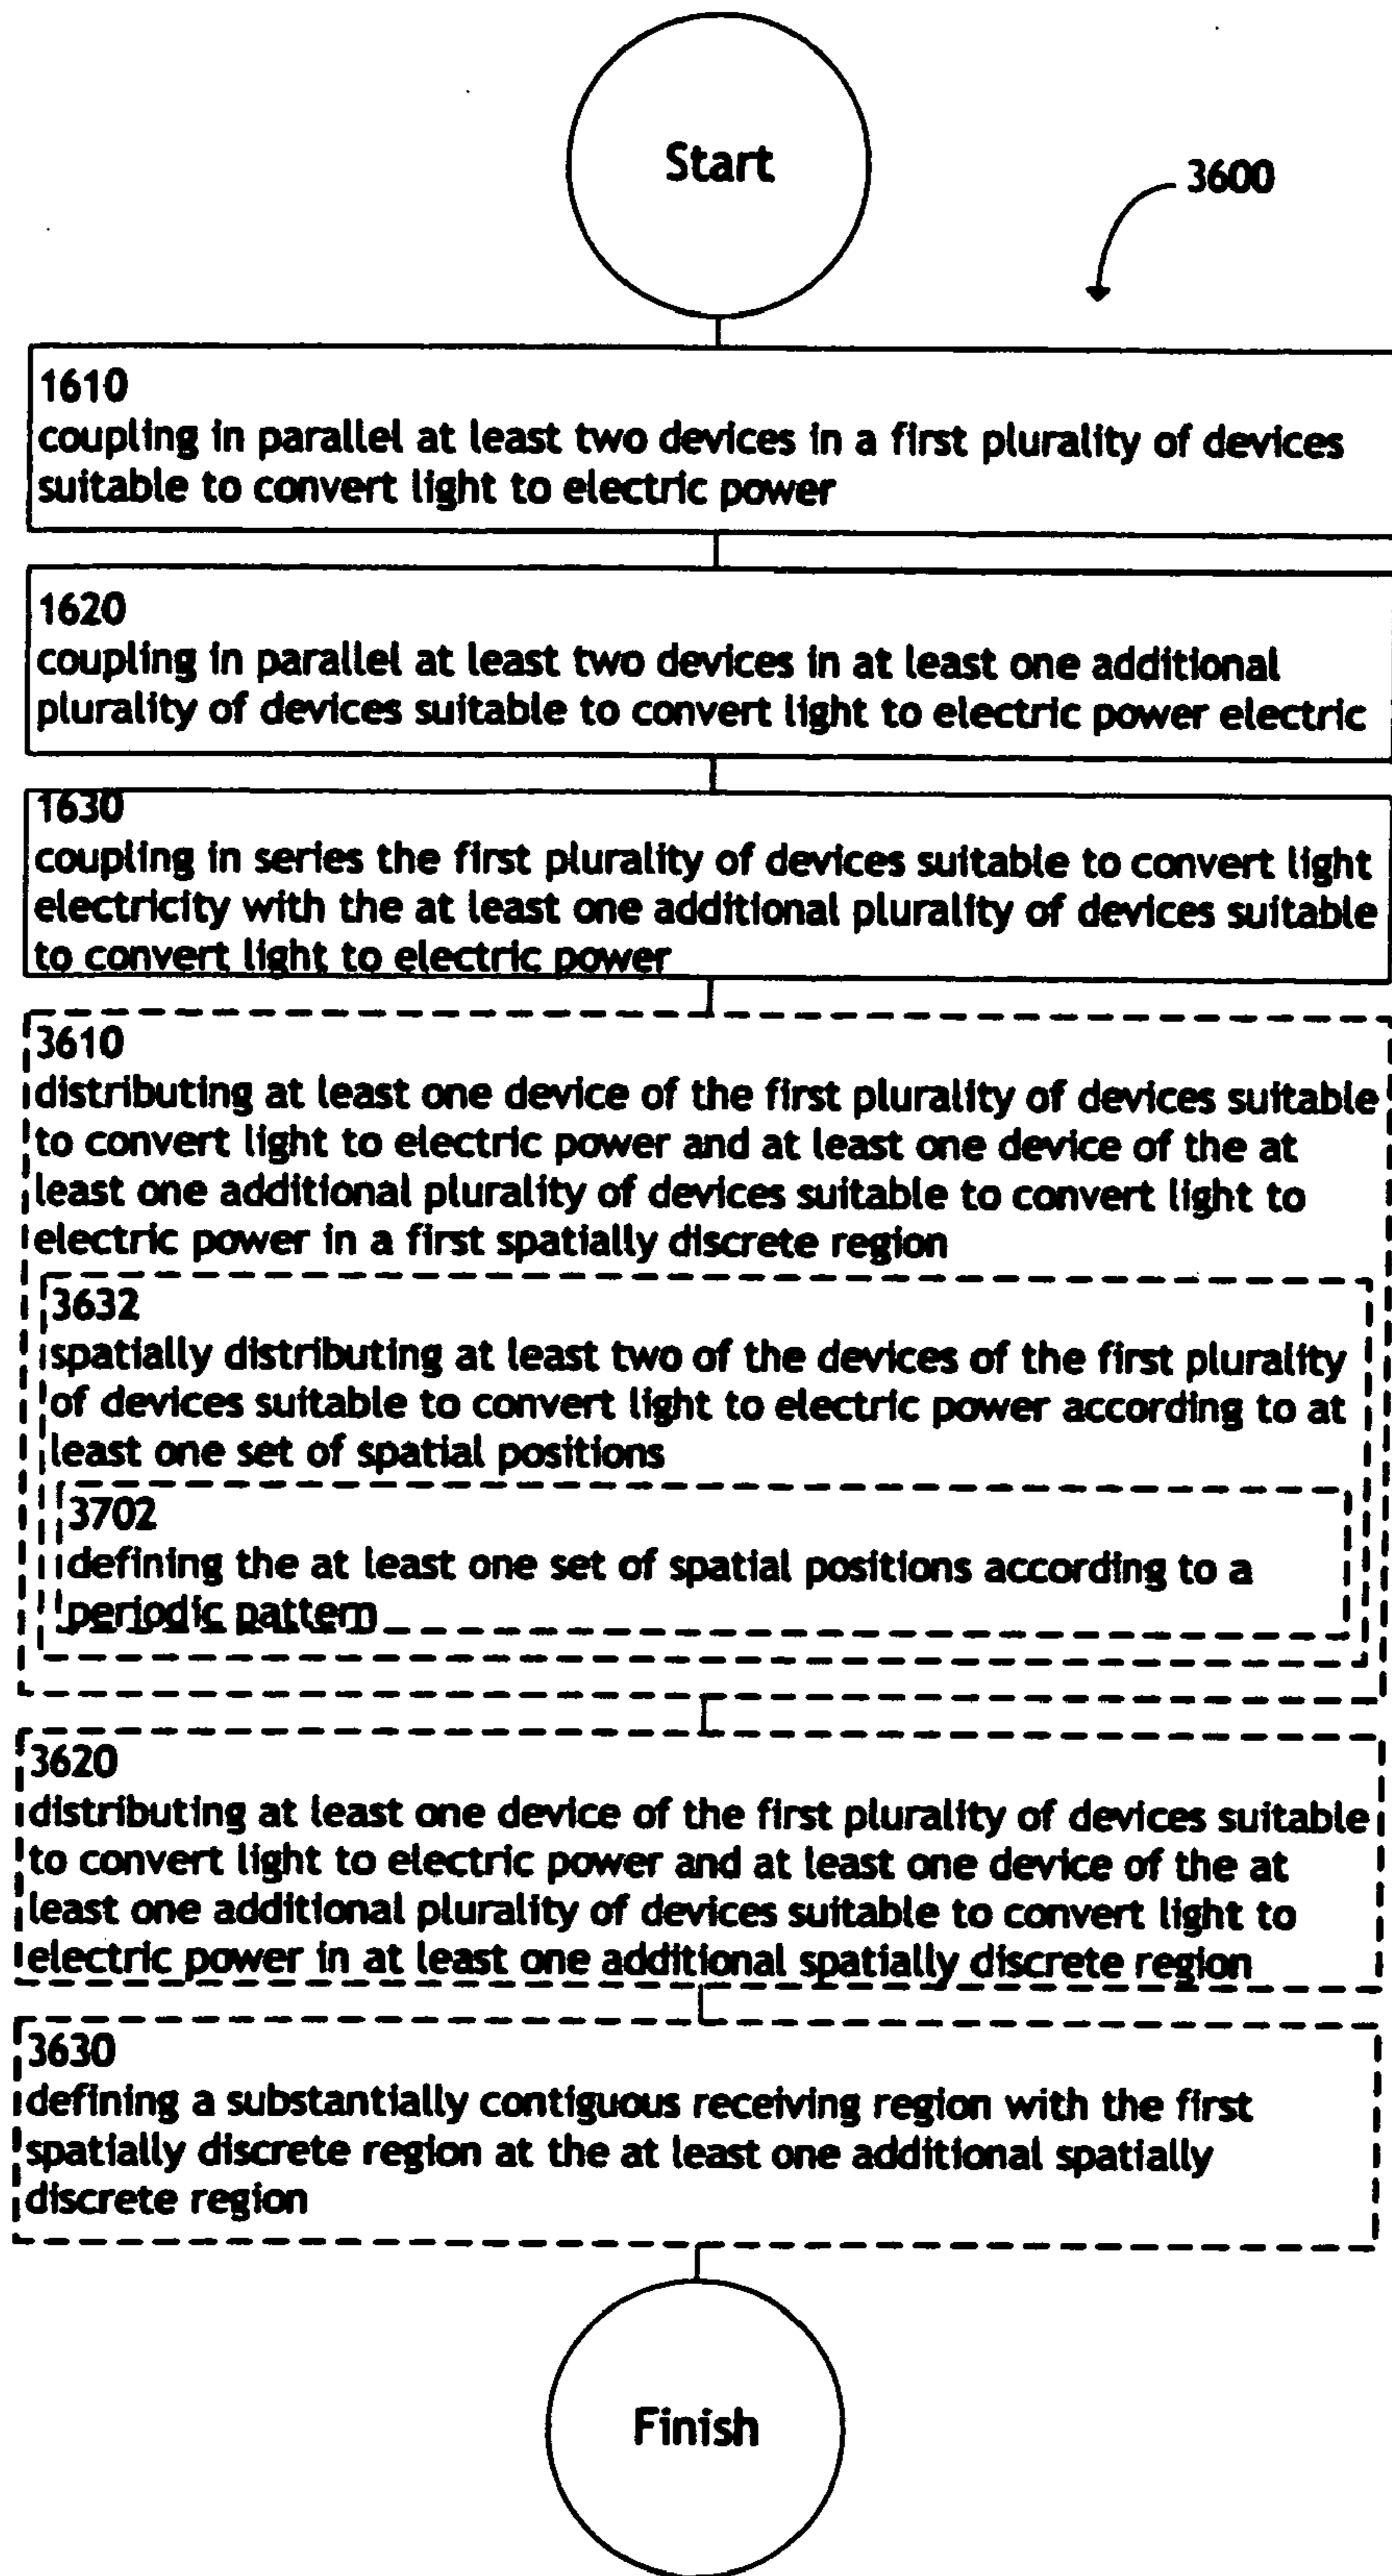 Start
3600
1610
coupling in parallel at least two devices in a first plurality of devices
suitable to convert light to electric power
1620
coupling in parallel at least two devices in at least one additional
plurality of devices suitable to convert light to electric power electric
1630
coupling in series the first plurality of devices suitable to convert light
electricity with the at least one additional plurality of devices suitable
to convert light to electric power
3610
distributing at least one device of the first plurality of devices suitable
to convert light to electric power and at least one device of the at
least one additional plurality of devices suitable to convert light to
electric power in a first spatially discrete region
3632
spatially distributing at least two of the devices of the first plurality
of devices suitable to convert light to electric power according to at
least one set of spatial positions
3702
defining the at least one set of spatial positions according to a
periodic pattern
3620
distributing at least one device of the first plurality of devices suitable
to convert light to electric power and at least one device of the at
least one additional plurality of devices suitable to convert light to
electric power in at least one additional spatially discrete region
3630
defining a substantially contiguous receiving region with the first
spatially discrete region at the at least one additional spatially
discrete region
Finish